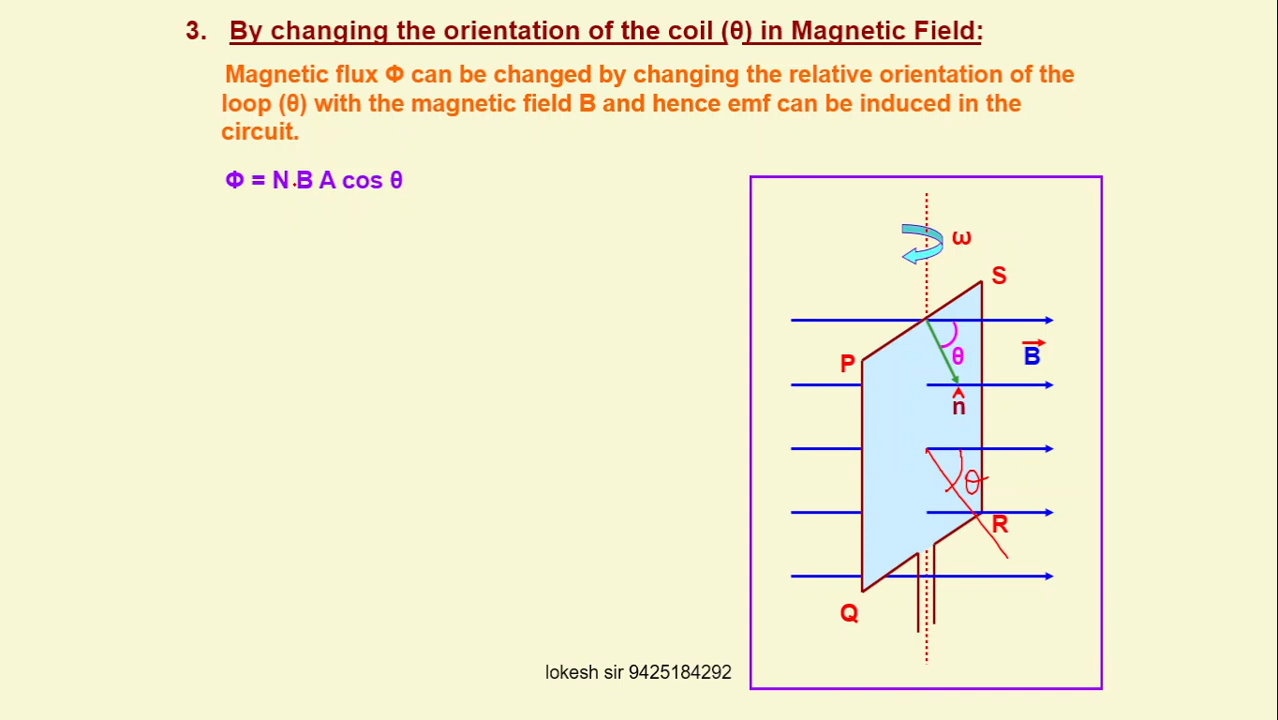 3. By changing the orientation of the coil (θ) in Magnetic Field:
Magnetic flux Φ can be changed by changing the relative orientation of the
loop (θ) with the magnetic field B and hence emf can be induced in the
circuit.
Φ = N.B A cos θ
ω
S
θ
B
P
n̂
θ
R
Q
lokesh sir 9425184292